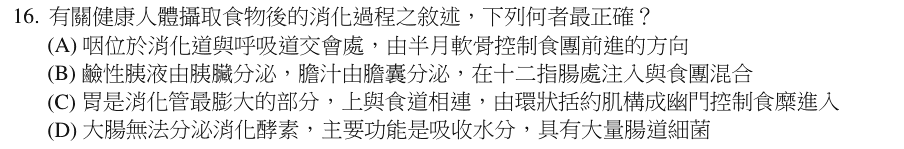 16. 有關健康人體攝取食物後的消化過程之敘述，下列何者最正確？
(A) 咽位於消化道與呼吸道交會處，由半月軟骨控制食團前進的方向
(B) 鹼性胰液由胰臟分泌，膽汁由膽囊分泌，在十二指腸處注入與食團混合
(C) 胃是消化管最膨大的部分，上與食道相連，由環狀括約肌構成幽門控制食糜進入
(D) 大腸無法分泌消化酵素，主要功能是吸收水分，具有大量腸道細菌